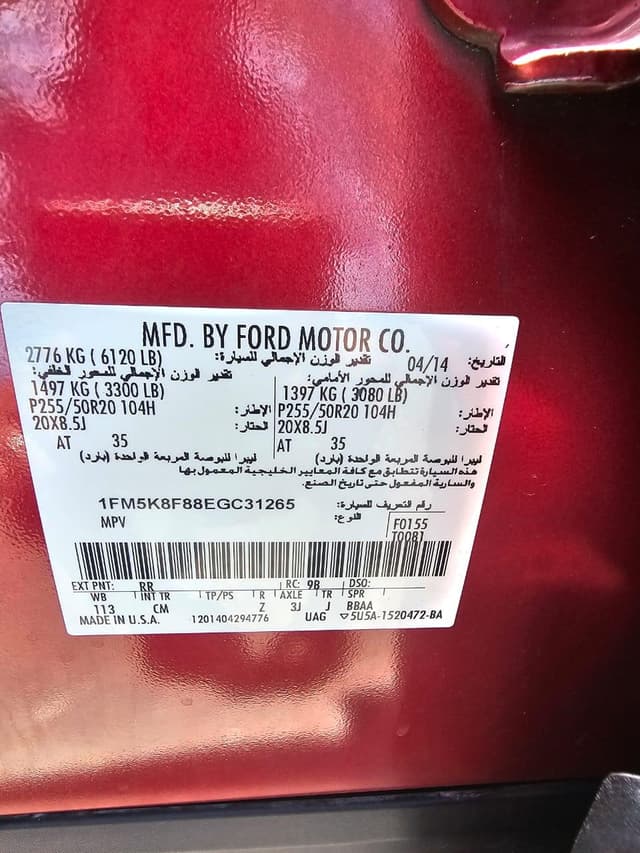 MFD. BY FORD MOTOR CO.
التاريخ: 04/14 تقدير الوزن الإجمالي للسيارة: 2776 KG ( 6120 LB)
تقدير الوزن الإجمالي للمحور الأمامي: تقدير الوزن الإجمالي للمحور الخلفي:
1397 KG ( 3080 LB) 1497 KG ( 3300 LB)
الإطار: P255/50R20 104H الإطار: P255/50R20 104H
الحتار: 20X8.5J الحتار: 20X8.5J
AT 35 AT 35
ليبرا للبوصة المربعة الواحدة (بارد) ليبرا للبوصة المربعة الواحدة (بارد)
هذه السيارة تتطابق مع كافة المعايير الخليجية المعمول بها
والسارية المفعول حتى تاريخ الصنع.
رقم التعريف للسيارة: 1FM5K8F88EGC31265
النوع: MPV
F0155
T0081
EXT PNT: RR RC: 9B DSO:
WB INT TR TP/PS R AXLE TR SPR
113 CM Z 3J J BBAA
MADE IN U.S.A. 1201404294776 UAG ▽5U5A-1520472-BA